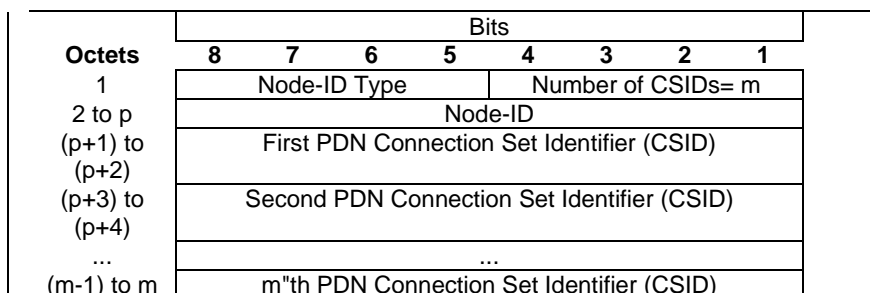 Bits
Octets 8 7 6 5 4 3 2 1
1 Node-ID Type Number of CSIDs= m
2 to p Node-ID
(p+1) to First PDN Connection Set Identifier (CSID)
(p+2)
(p+3) to Second PDN Connection Set Identifier (CSID)
(p+4)
... ...
(m-1) to m m"th PDN Connection Set Identifier (CSID)